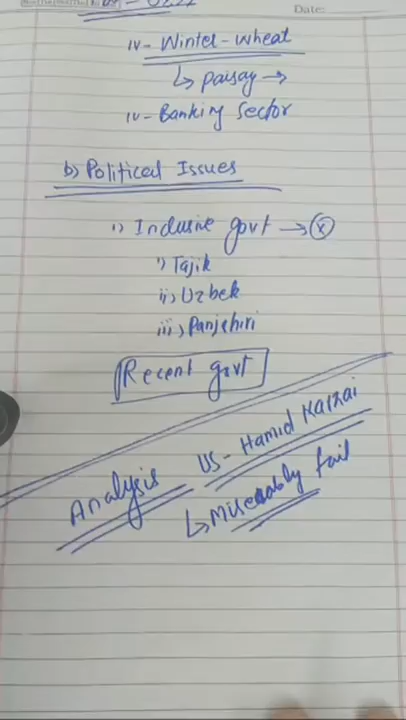 Date:
iv- Winter-wheat
↳ paisay →
iv- Banking Sector
b) Political Issues
i) Inclusive govt → (x)
i) Tajik
ii) Uzbek
iii) Panjshiri
Recent govt
US - Hamid Karzai
Analysis
↳ Miserably fail